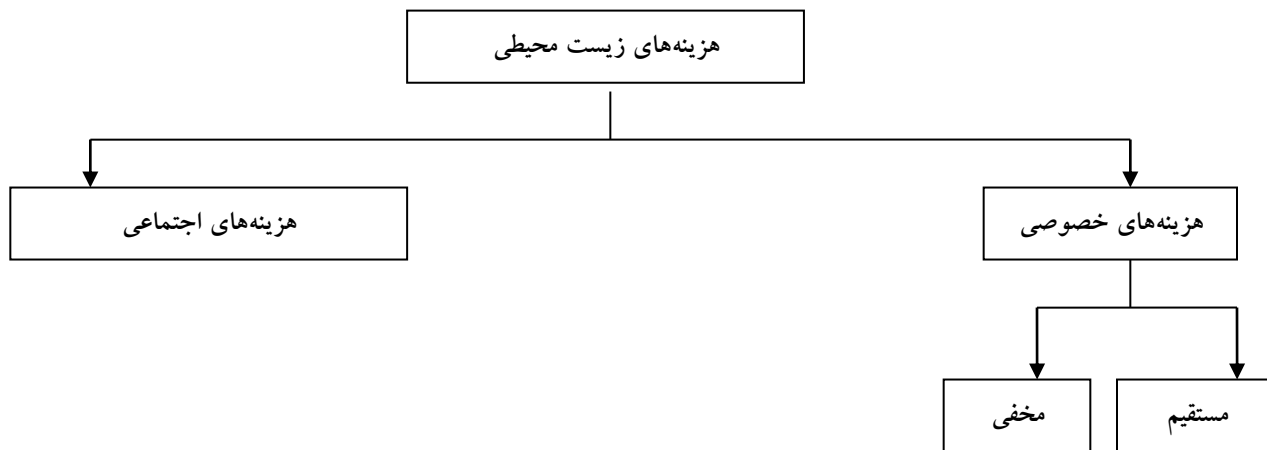 هزینه‌های زیست محیطی
هزینه‌های خصوصی
هزینه‌های اجتماعی
مستقیم
مخفی